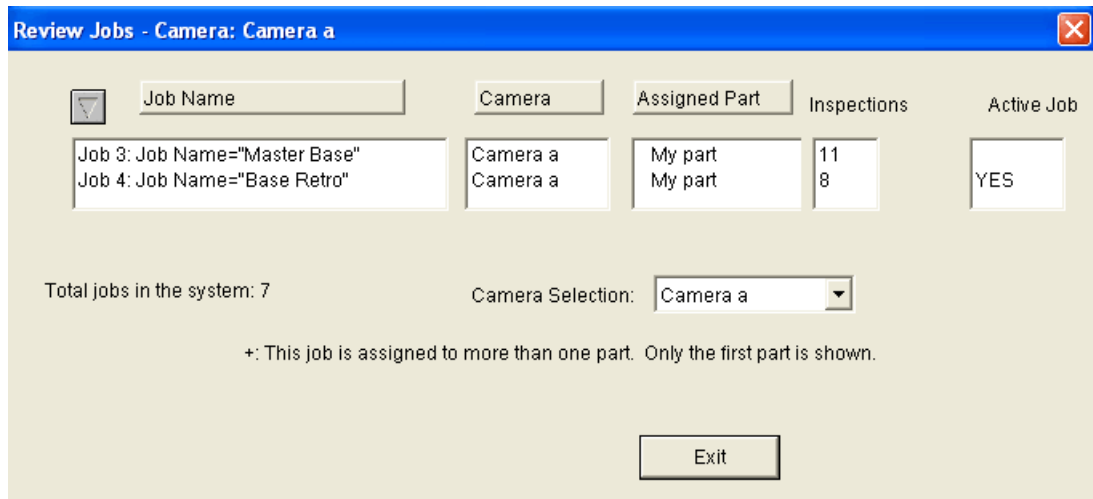 Review Jobs - Camera: Camera a
Job Name Camera Assigned Part Inspections Active Job
Job 3: Job Name="Master Base" Camera a My part 11
Job 4: Job Name="Base Retro" Camera a My part 8 YES
Total jobs in the system: 7 Camera Selection: Camera a
+: This job is assigned to more than one part. Only the first part is shown.
Exit